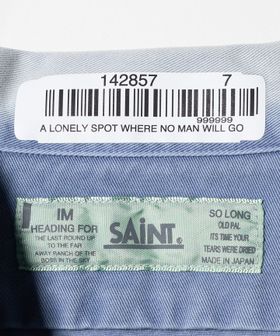 142857 7
999999
A LONELY SPOT WHERE NO MAN WILL GO
IM
HEADING FOR
THE LAST ROUND UP
TO THE FAR
AWAY RANCH OF THE
BOSS IN THE SKY
SAINT.
SO LONG
OLD PAL
ITS TIME YOUR
TEARS WERE DRIED
MADE IN JAPAN